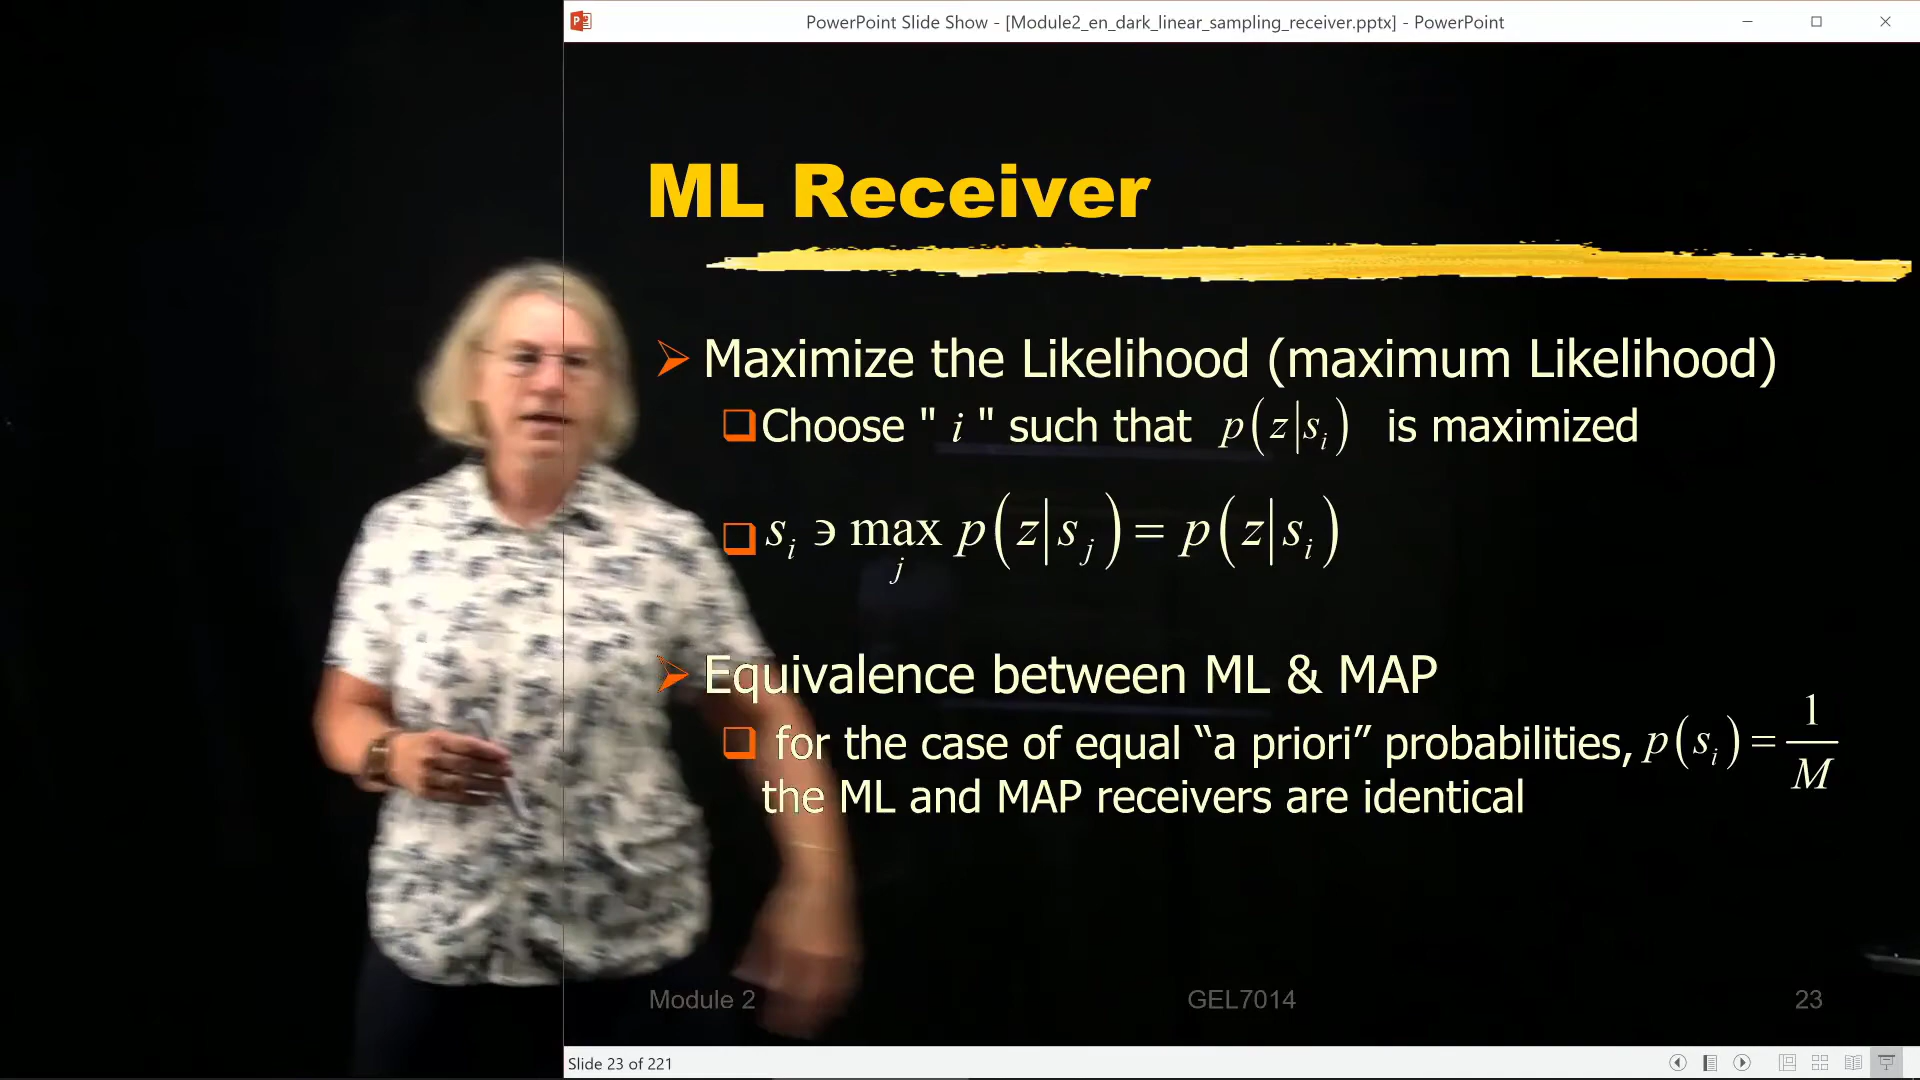 PowerPoint Slide Show - [Module2_en_dark_linear_sampling_receiver.pptx] - PowerPoint
ML Receiver
Maximize the Likelihood (maximum Likelihood)
Choose " i " such that p(z|s_i) is maximized
s_i ∋ max_j p(z|s_j) = p(z|s_i)
Equivalence between ML & MAP
for the case of equal “a priori” probabilities, p(s_i) = 1/M
the ML and MAP receivers are identical
Module 2 GEL7014 23
Slide 23 of 221